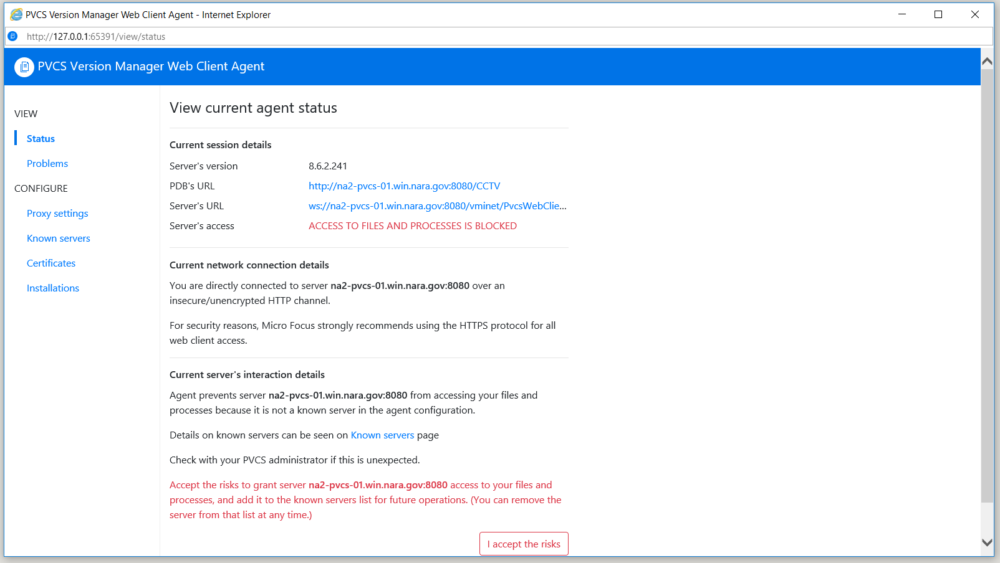 PVCS Version Manager Web Client Agent - Internet Explorer
http://127.0.0.1:65391/view/status
PVCS Version Manager Web Client Agent
VIEW
Status
Problems
CONFIGURE
Proxy settings
Known servers
Certificates
Installations
View current agent status
Current session details
Server's version 8.6.2.241
PDB's URL http://na2-pvcs-01.win.nara.gov:8080/CCTV
Server's URL ws://na2-pvcs-01.win.nara.gov:8080/vminet/PvcsWebClie...
Server's access ACCESS TO FILES AND PROCESSES IS BLOCKED
Current network connection details
You are directly connected to server na2-pvcs-01.win.nara.gov:8080 over an
insecure/unencrypted HTTP channel.
For security reasons, Micro Focus strongly recommends using the HTTPS protocol for all
web client access.
Current server's interaction details
Agent prevents server na2-pvcs-01.win.nara.gov:8080 from accessing your files and
processes because it is not a known server in the agent configuration.
Details on known servers can be seen on Known servers page
Check with your PVCS administrator if this is unexpected.
Accept the risks to grant server na2-pvcs-01.win.nara.gov:8080 access to your files and
processes, and add it to the known servers list for future operations. (You can remove the
server from that list at any time.)
I accept the risks